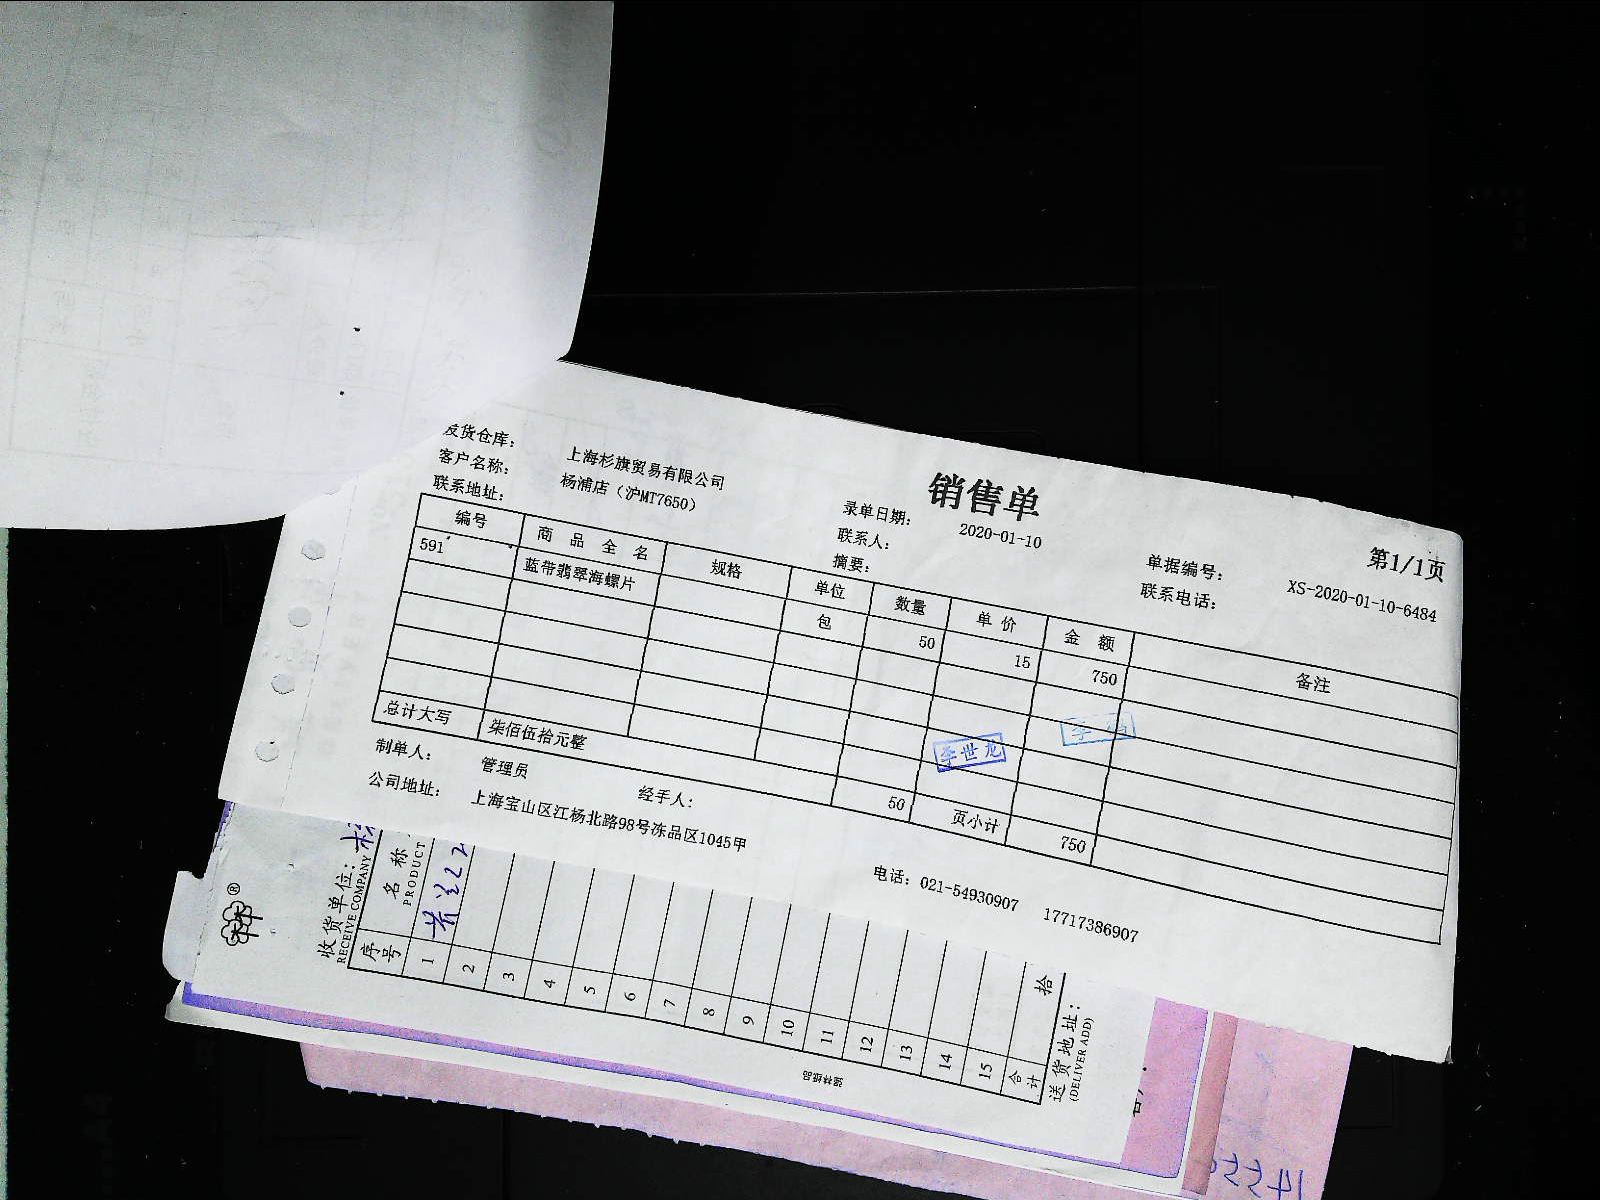 销售单
第1/1页
发货仓库：
客户名称： 上海杉旗贸易有限公司
联系地址： 杨浦店（沪MT7650）
录单日期： 2020-01-10
联系人：
摘要：
单据编号： XS-2020-01-10-6484
联系电话：
编号 商品全名 规格 单位 数量 单价 金额 备注
591 蓝带翡翠海螺片 包 50 15 750
总计大写 柒佰伍拾元整 50 页小计 750
李世龙
制单人： 管理员 经手人：
公司地址： 上海宝山区江杨北路98号冻品区1045甲
电话：021-54930907 17717386907
收货单位：
RECEIVE COMPANY
序号 名称
PRODUCT
1
2
3
4
5
6
7
8
9
10
11
12
13
14
15
合计 拾
送货地址：
(DELIVER ADD)